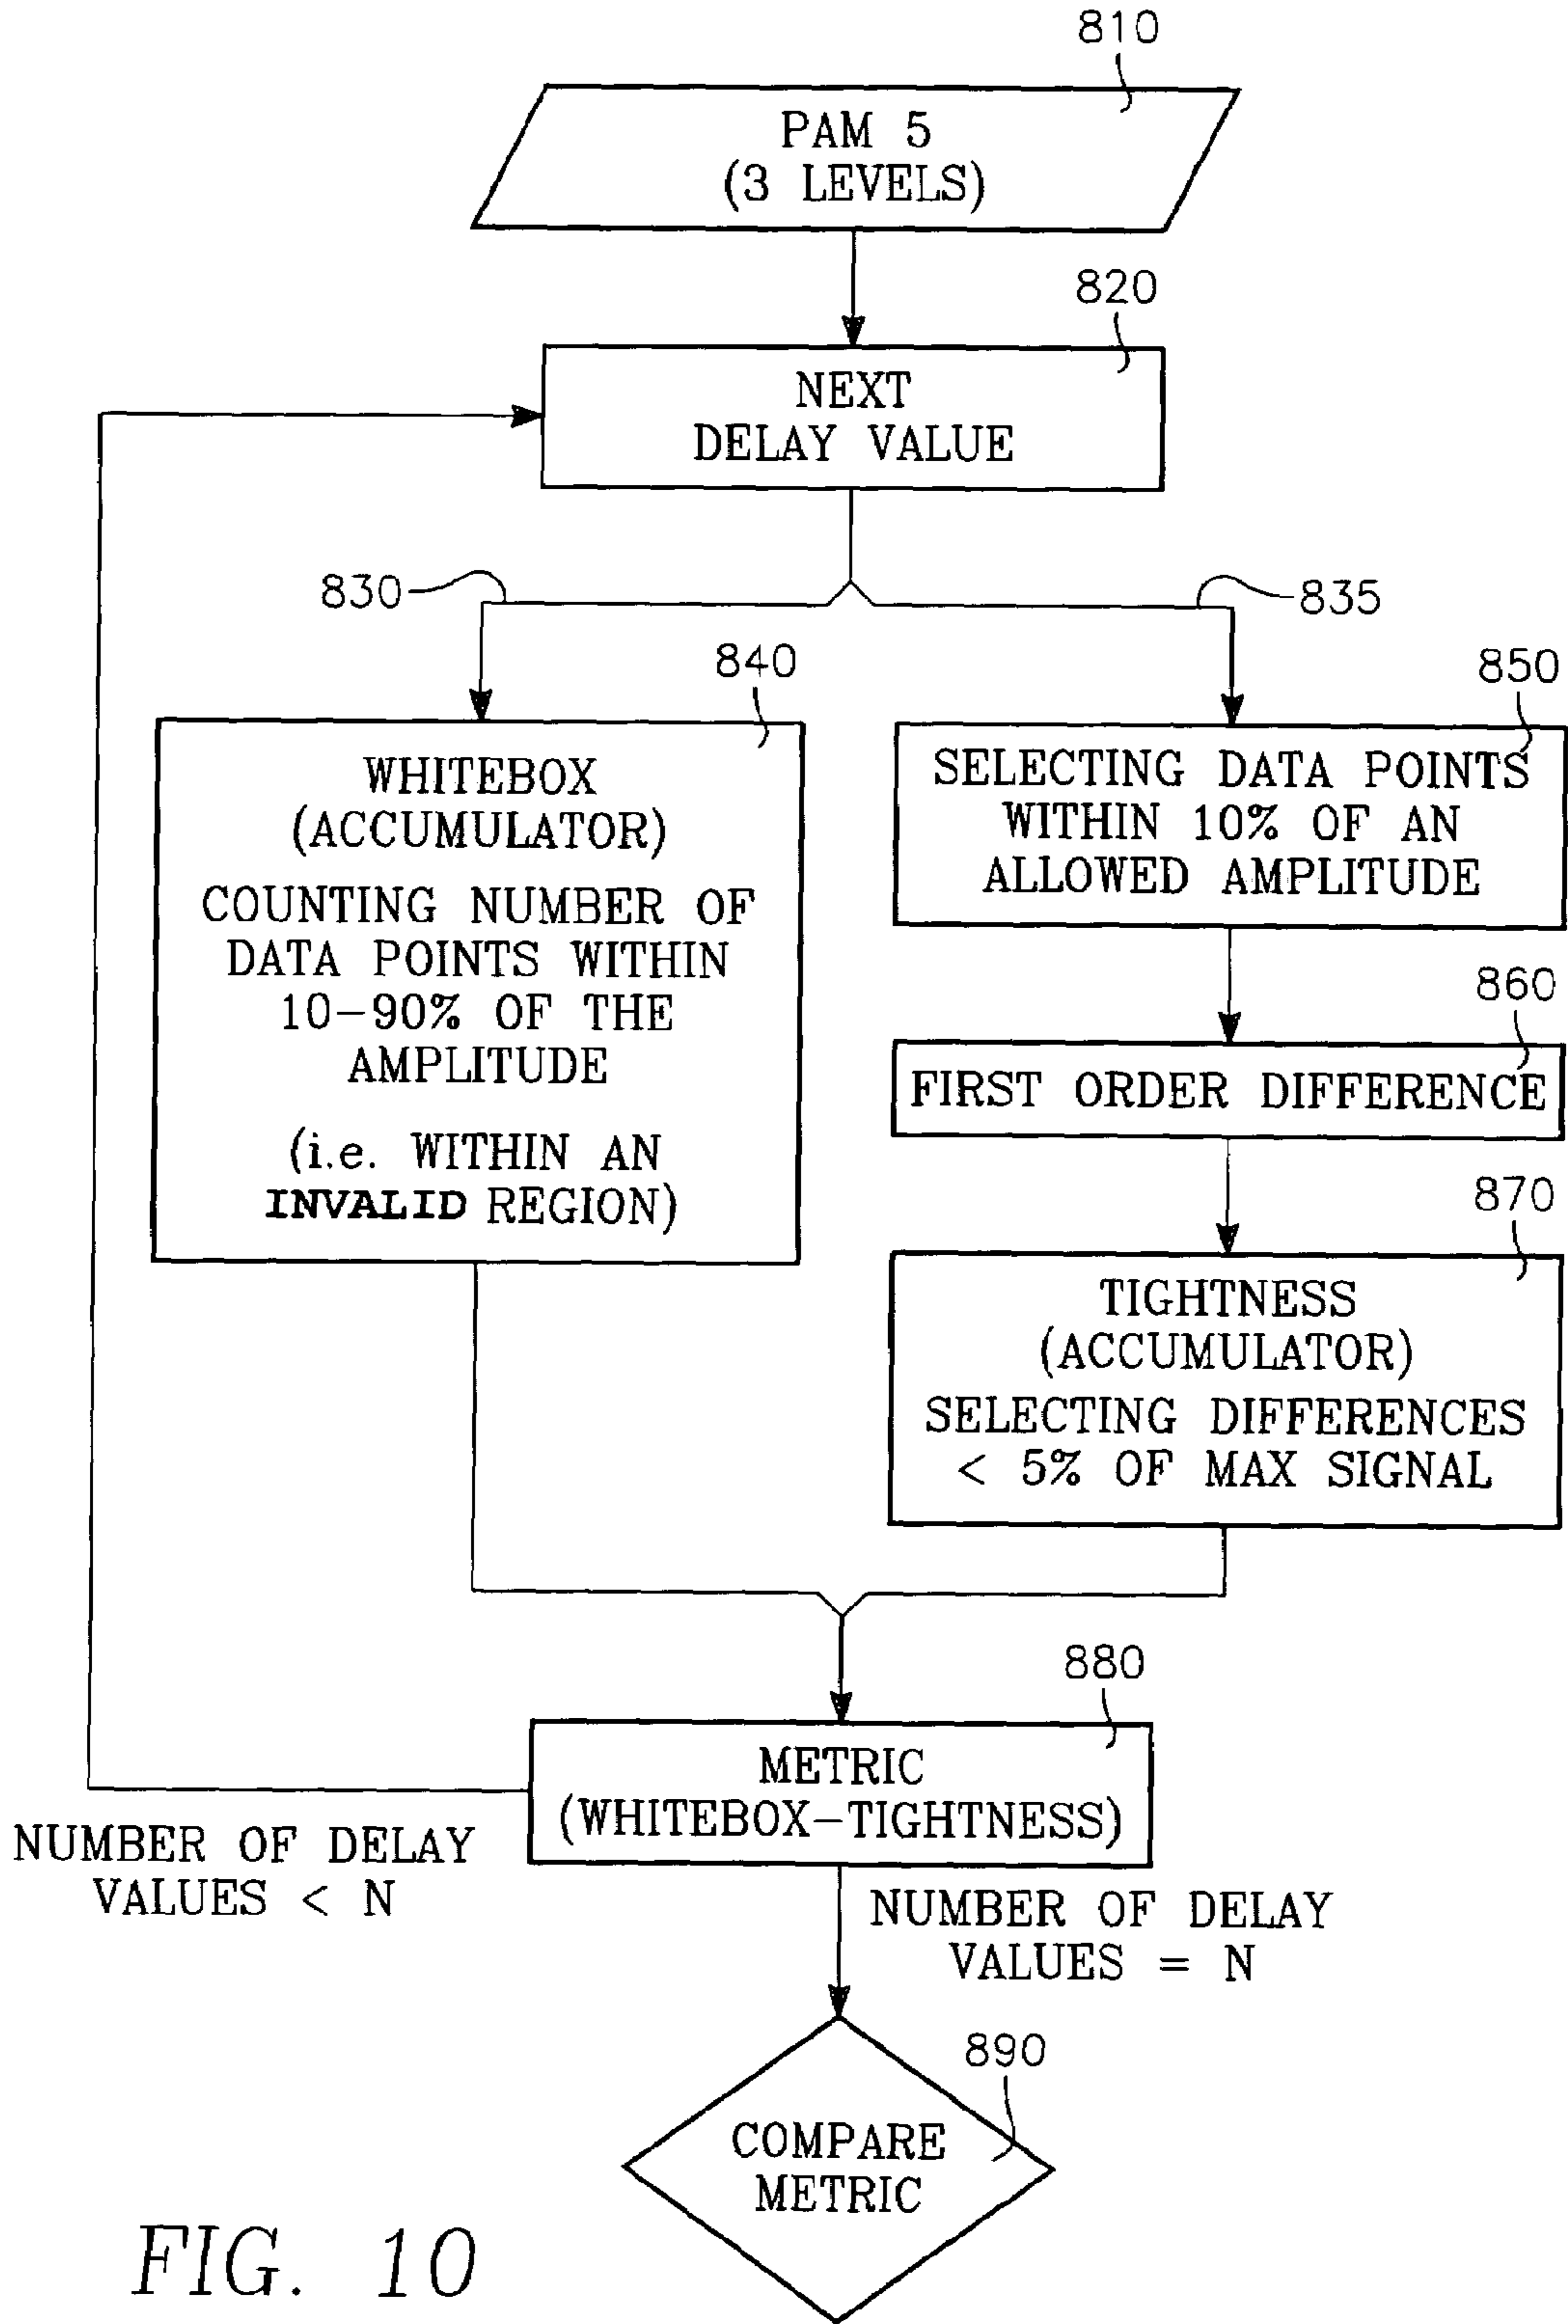 810
PAM 5
(3 LEVELS)
820
NEXT
DELAY VALUE
830
835
840
WHITEBOX
(ACCUMULATOR)
COUNTING NUMBER OF
DATA POINTS WITHIN
10-90% OF THE
AMPLITUDE
(i.e. WITHIN AN
INVALID REGION)
850
SELECTING DATA POINTS
WITHIN 10% OF AN
ALLOWED AMPLITUDE
860
FIRST ORDER DIFFERENCE
870
TIGHTNESS
(ACCUMULATOR)
SELECTING DIFFERENCES
< 5% OF MAX SIGNAL
880
METRIC
(WHITEBOX-TIGHTNESS)
NUMBER OF DELAY
VALUES < N
NUMBER OF DELAY
VALUES = N
890
COMPARE
METRIC
FIG. 10